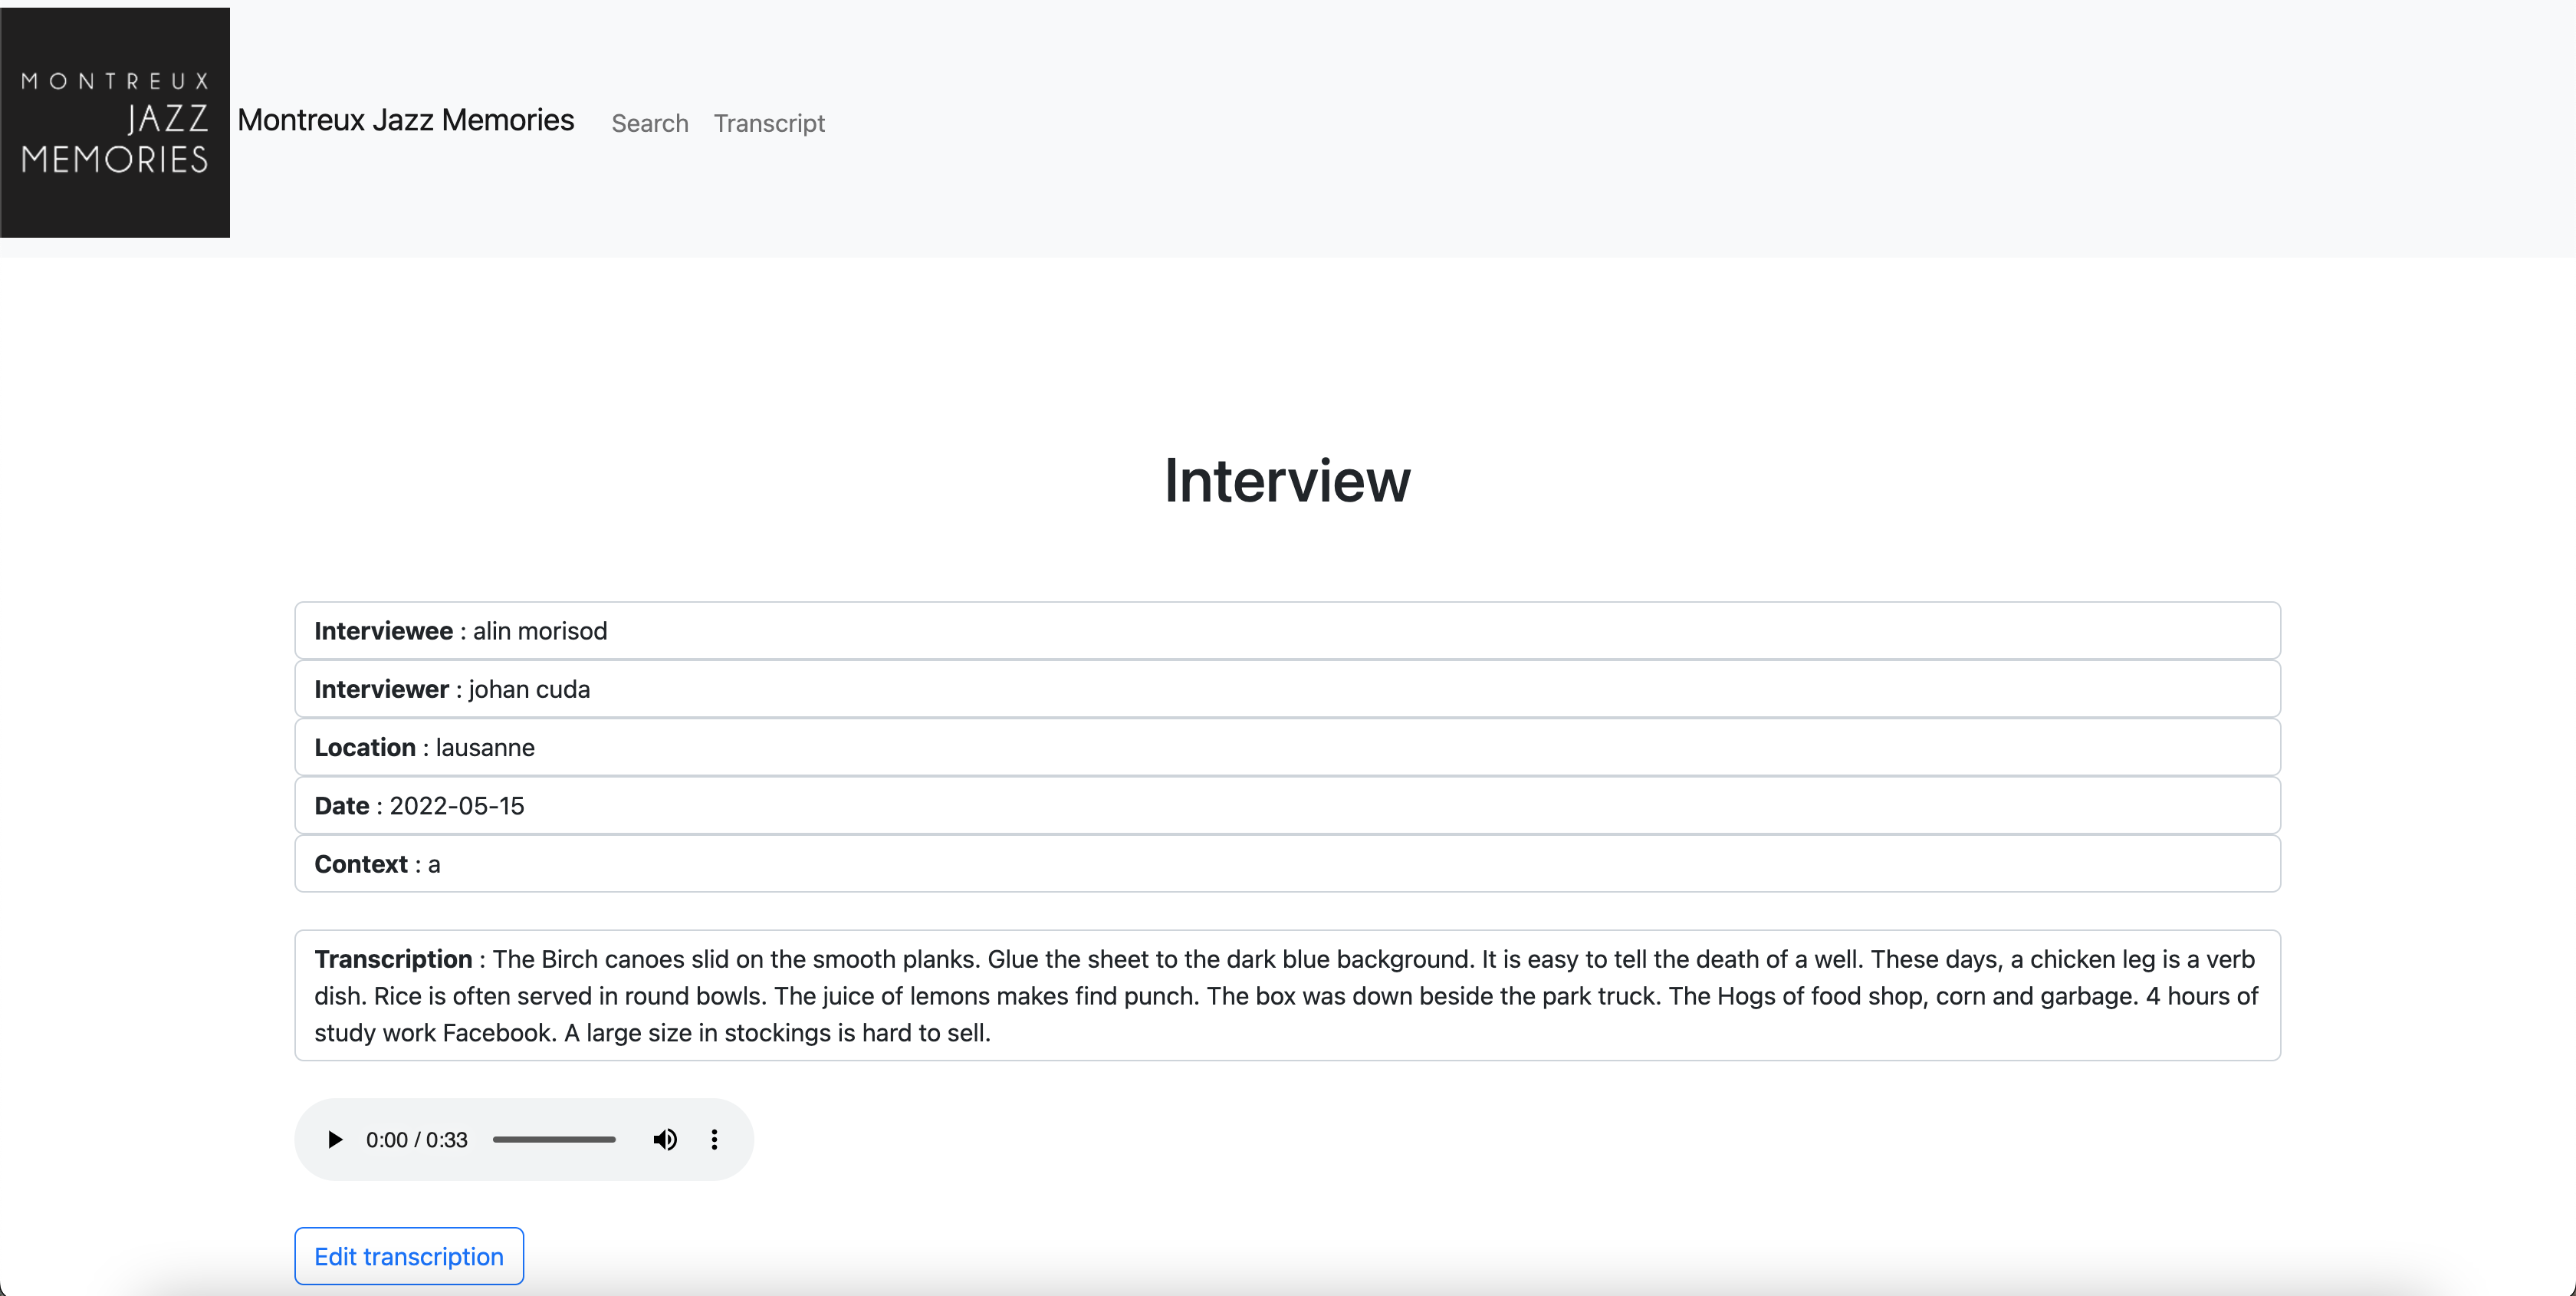 MONTREUX
JAZZ
MEMORIES
Montreux Jazz Memories Search Transcript
Interview
Interviewee : alin morisod
Interviewer : johan cuda
Location : lausanne
Date : 2022-05-15
Context : a
Transcription : The Birch canoes slid on the smooth planks. Glue the sheet to the dark blue background. It is easy to tell the death of a well. These days, a chicken leg is a verb
dish. Rice is often served in round bowls. The juice of lemons makes find punch. The box was down beside the park truck. The Hogs of food shop, corn and garbage. 4 hours of
study work Facebook. A large size in stockings is hard to sell.
0:00 / 0:33
Edit transcription